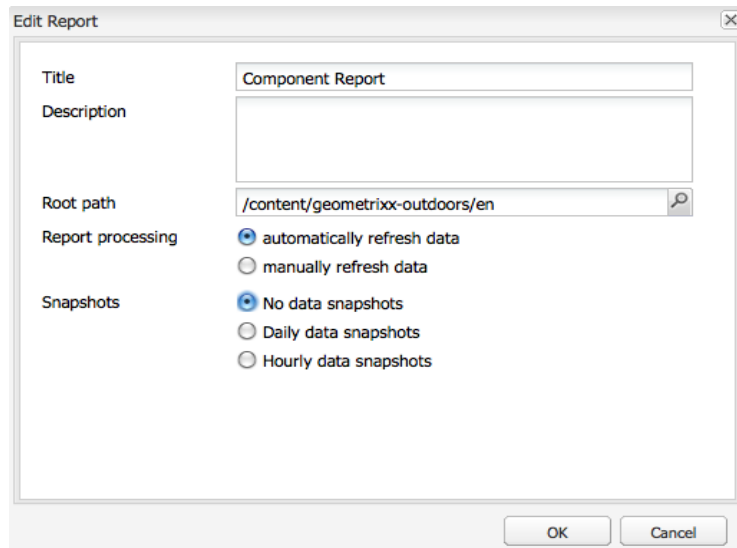 Edit Report
Title
Component Report
Description
Root path
/content/geometrixx-outdoors/en
Report processing
automatically refresh data
manually refresh data
Snapshots
No data snapshots
Daily data snapshots
Hourly data snapshots
OK
Cancel